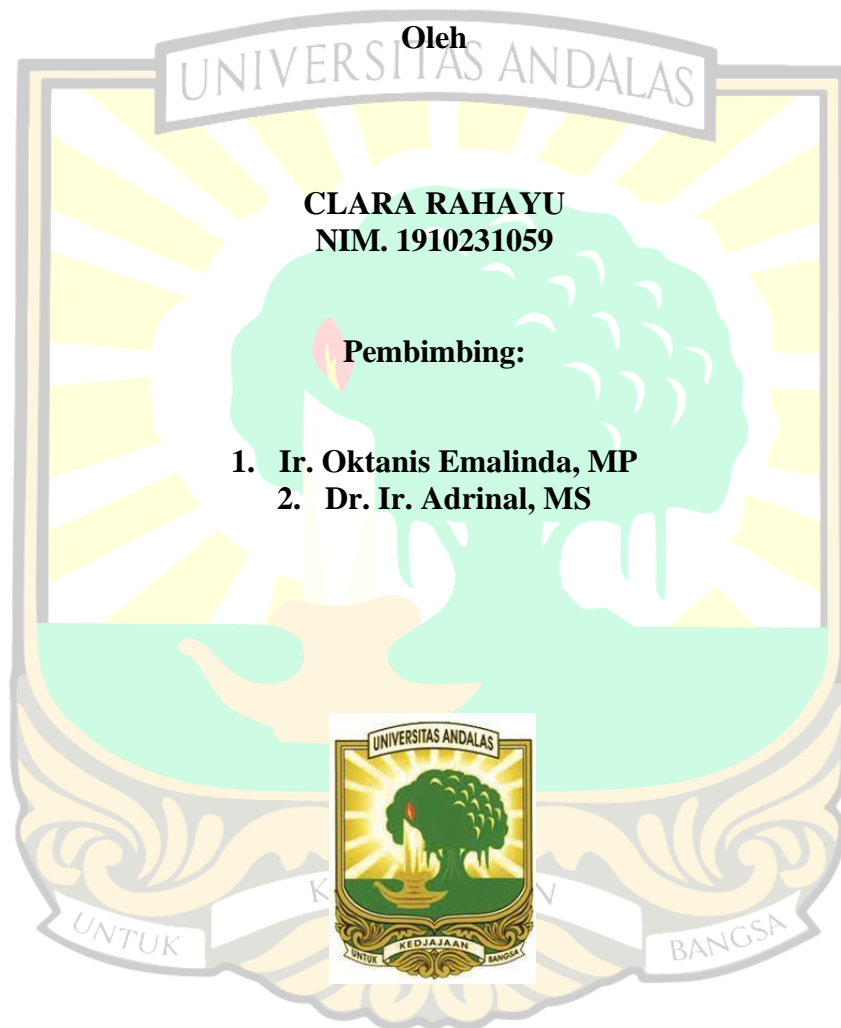 Oleh
UNIVERSITAS ANDALAS
CLARA RAHAYU
NIM. 1910231059
Pembimbing:
1. Ir. Oktanis Emalinda, MP
2. Dr. Ir. Adrinal, MS
UNIVERSITAS ANDALAS
UNTUK KEDJAJAAN BANGSA
UNTUK K N BANGSA